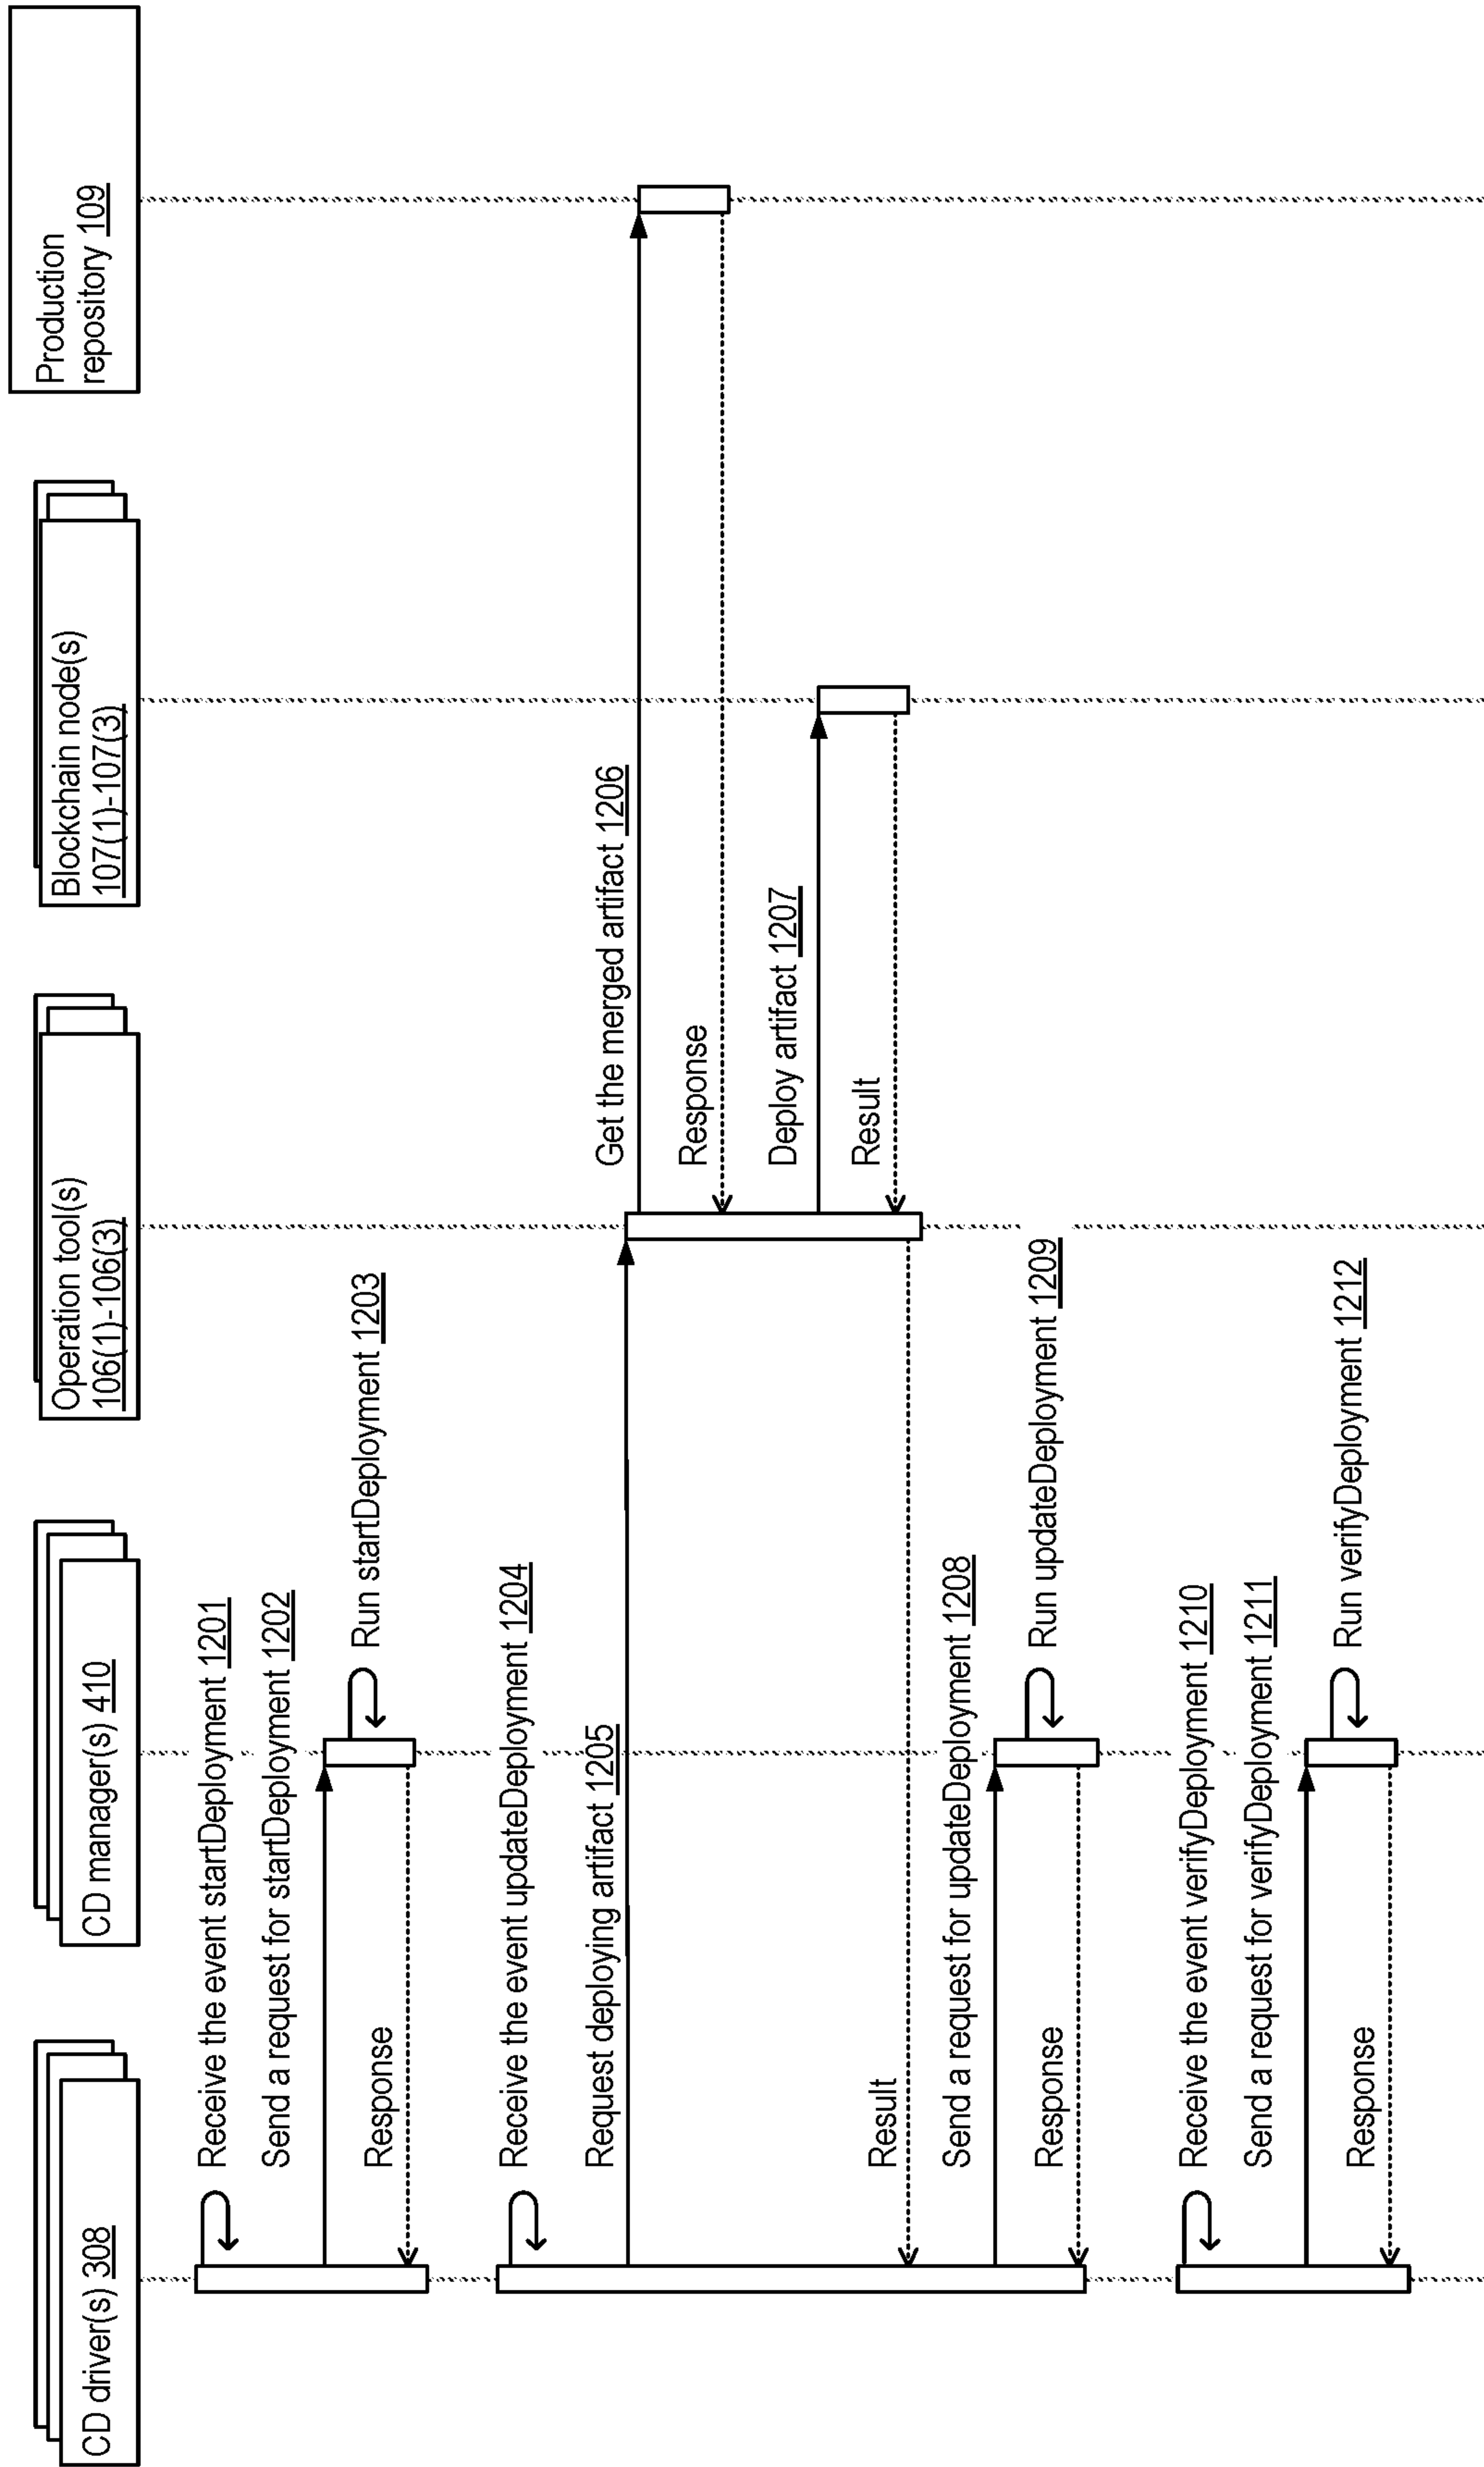 CD driver(s) 308
CD manager(s) 410
Operation tool(s)
106(1)-106(3)
Blockchain node(s)
107(1)-107(3)
Production
repository 109
Receive the event startDeployment 1201
Send a request for startDeployment 1202
Run startDeployment 1203
Response
Receive the event updateDeployment 1204
Request deploying artifact 1205
Get the merged artifact 1206
Response
Deploy artifact 1207
Result
Result
Send a request for updateDeployment 1208
Run updateDeployment 1209
Response
Receive the event verifyDeployment 1210
Send a request for verifyDeployment 1211
Run verifyDeployment 1212
Response